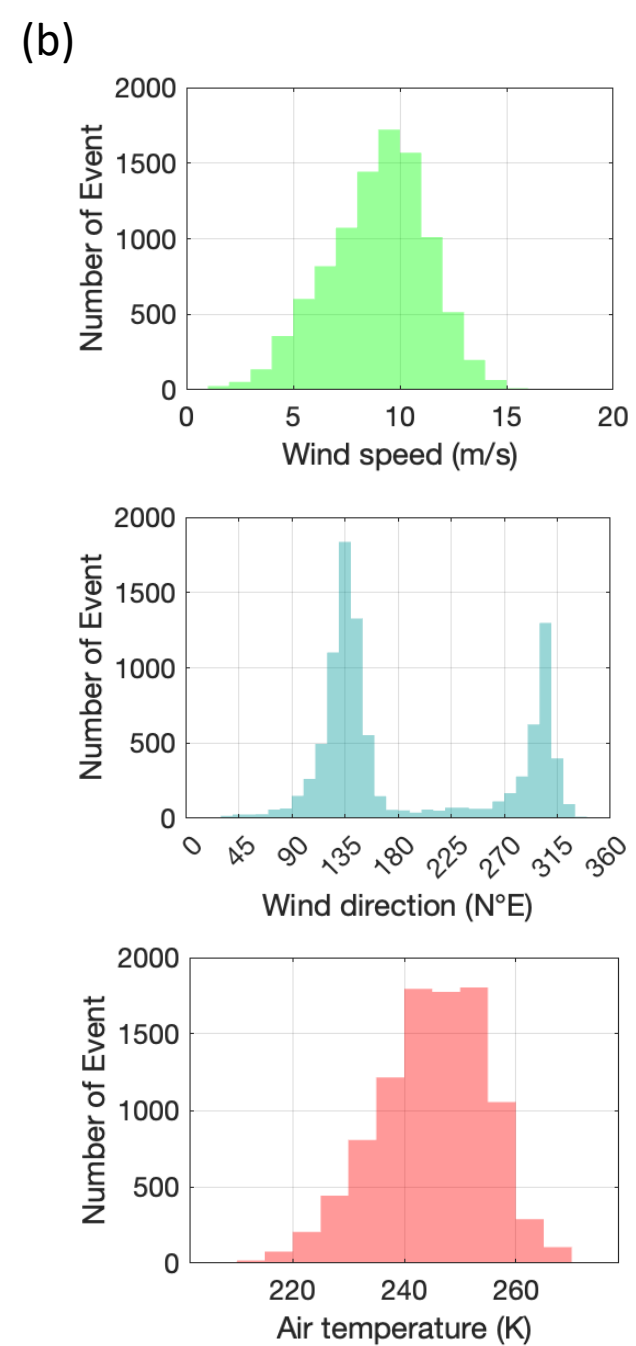 (b)
Number of Event
2000
1500
1000
500
0
0 5 10 15 20
Wind speed (m/s)
Number of Event
2000
1500
1000
500
0
0 45 90 135 180 225 270 315 360
Wind direction (N°E)
Number of Event
2000
1500
1000
500
0
220 240 260
Air temperature (K)